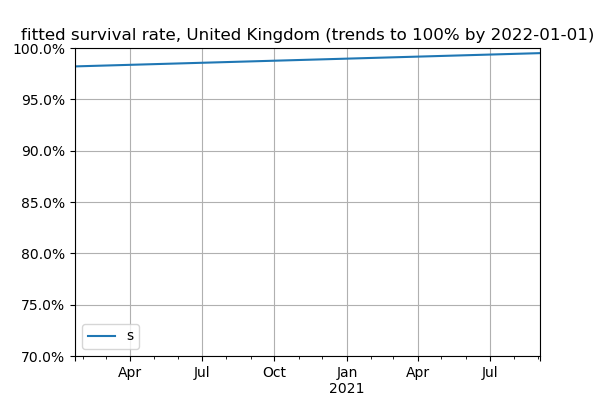 fitted survival rate, United Kingdom (trends to 100% by 2022-01-01)
100.0%
95.0%
90.0%
85.0%
80.0%
75.0%
70.0%
s
Apr Jul Oct Jan Apr Jul
2021